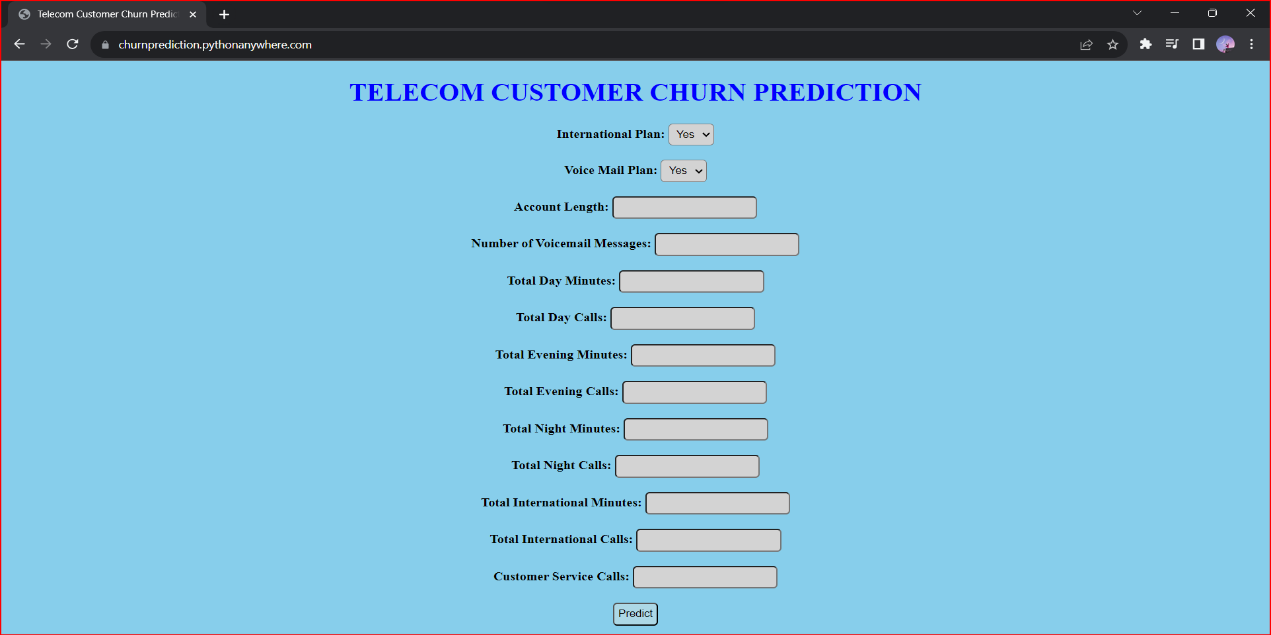 Telecom Customer Churn Predic
churnprediction.pythonanywhere.com
TELECOM CUSTOMER CHURN PREDICTION
International Plan: Yes
Voice Mail Plan: Yes
Account Length:
Number of Voicemail Messages:
Total Day Minutes:
Total Day Calls:
Total Evening Minutes:
Total Evening Calls:
Total Night Minutes:
Total Night Calls:
Total International Minutes:
Total International Calls:
Customer Service Calls:
Predict